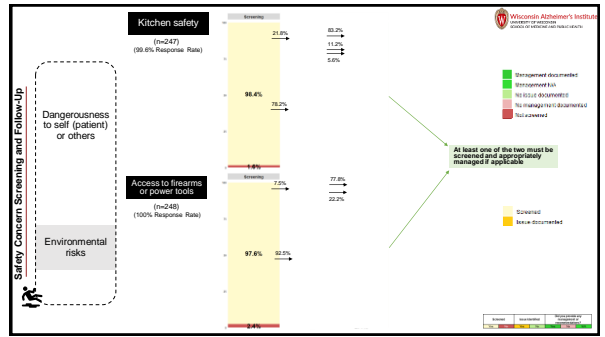 Kitchen safety
(n=247)
(99.6% Response Rate)
Screening
21.8%
98.4%
78.2%
1.6%
83.2%
11.2%
5.6%
Wisconsin Alzheimer's Institute
UNIVERSITY OF WISCONSIN
SCHOOL OF MEDICINE AND PUBLIC HEALTH
Safety Concern Screening and Follow-Up
Dangerousness
to self (patient)
or others
Environmental
risks
Management documented
Management N/A
No issue documented
No management documented
Not screened
At least one of the two must be
screened and appropriately
managed if applicable
Access to firearms
or power tools
(n=248)
(100% Response Rate)
Screening
7.5%
97.6%
92.5%
2.4%
77.8%
22.2%
Screened
Issue documented